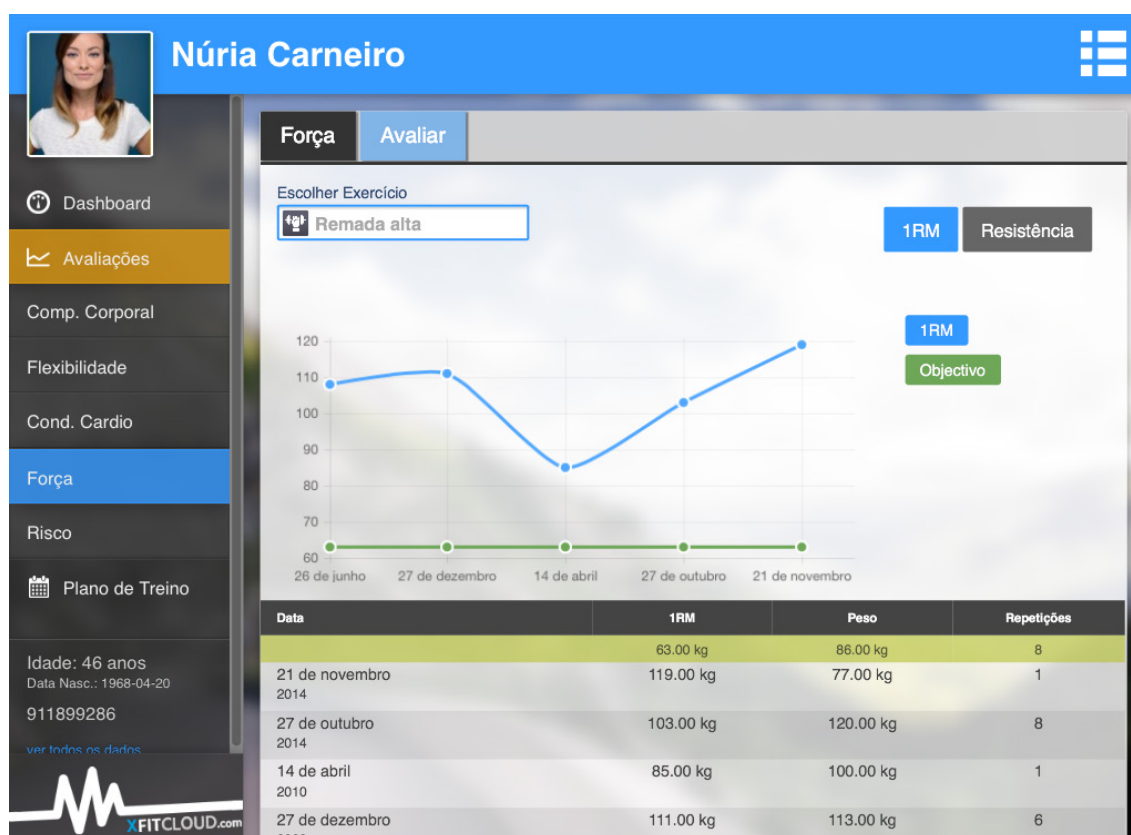 Núria Carneiro
Dashboard
Avaliações
Comp. Corporal
Flexibilidade
Cond. Cardio
Força
Risco
Plano de Treino
Idade: 46 anos
Data Nasc.: 1968-04-20
911899286
ver todos os dados
XFITCLOUD.com
Força Avaliar
Escolher Exercício
Remada alta
1RM Resistência
1RM
Objectivo
120
110
100
90
80
70
60
26 de junho 27 de dezembro 14 de abril 27 de outubro 21 de novembro
Data 1RM Peso Repetições
63.00 kg 86.00 kg 8
21 de novembro 119.00 kg 77.00 kg 1
2014
27 de outubro 103.00 kg 120.00 kg 8
2014
14 de abril 85.00 kg 100.00 kg 1
2010
27 de dezembro 111.00 kg 113.00 kg 6